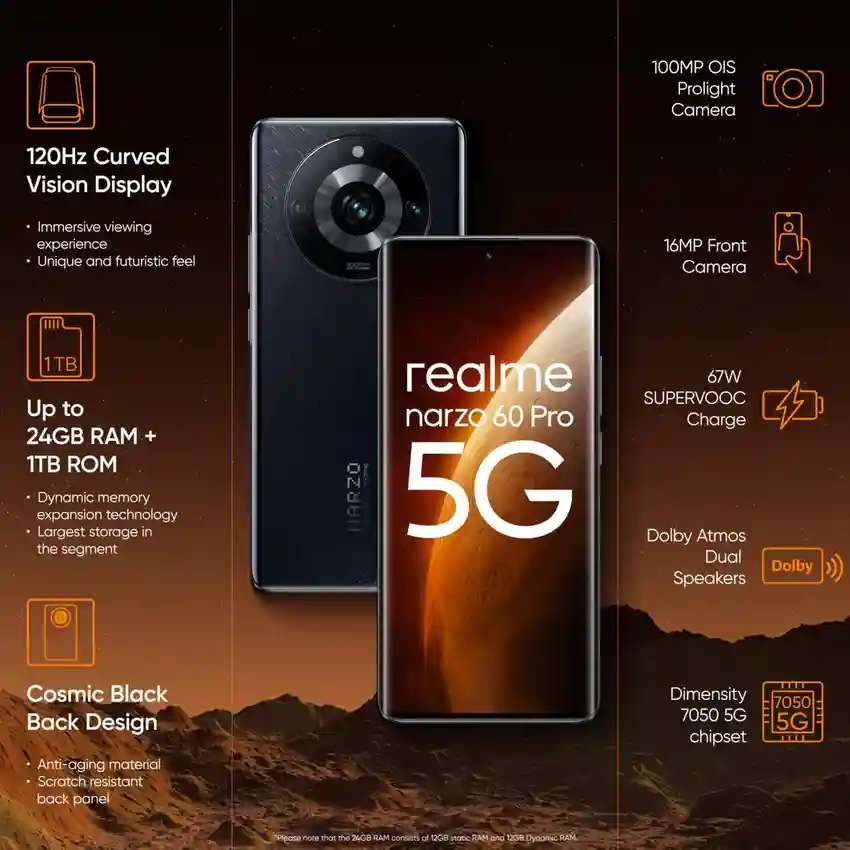 120Hz Curved
Vision Display
• Immersive viewing
experience
• Unique and futuristic feel
1 TB
Up to
24GB RAM +
1TB ROM
• Dynamic memory
expansion technology
• Largest storage in
the segment
Cosmic Black
Back Design
• Anti-aging material
• Scratch resistant
back panel
NARZO
realme
narzo 60 Pro
5G
100MP OIS
Prolight
Camera
16MP Front
Camera
67W
SUPERVOOC
Charge
Dolby Atmos
Dual
Speakers
Dolby
Dimensity
7050 5G
chipset
7050
5G
*Please note that the 24GB RAM consists of 12GB static RAM and 12GB Dynamic RAM.